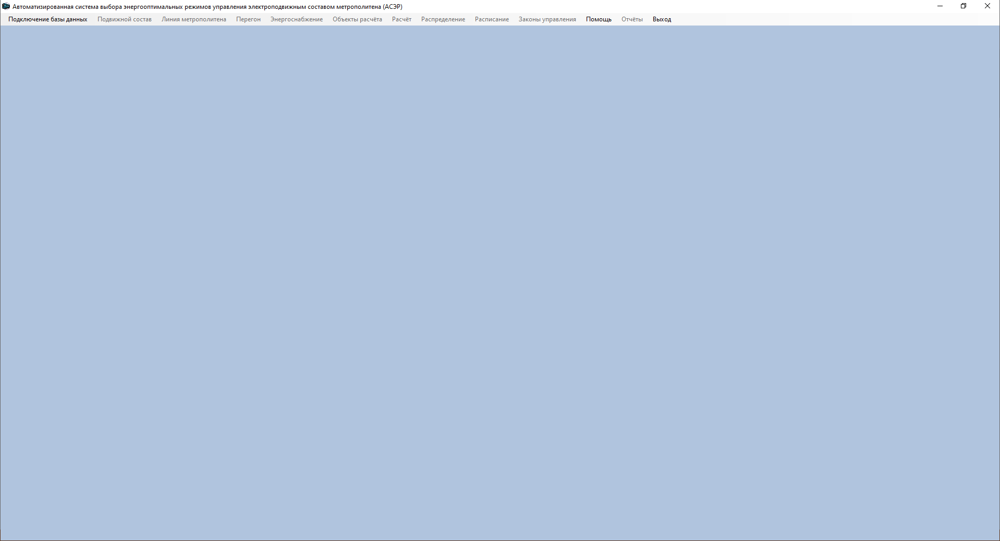 Автоматизированная система выбора энергооптимальных режимов управления электроподвижным составом метрополитена (АСЭР)
Подключение базы данных Подвижной состав Линия метрополитена Перегон Энергоснабжение Объекты расчёта Расчёт Распределение Расписание Законы управления Помощь Отчёты Выход